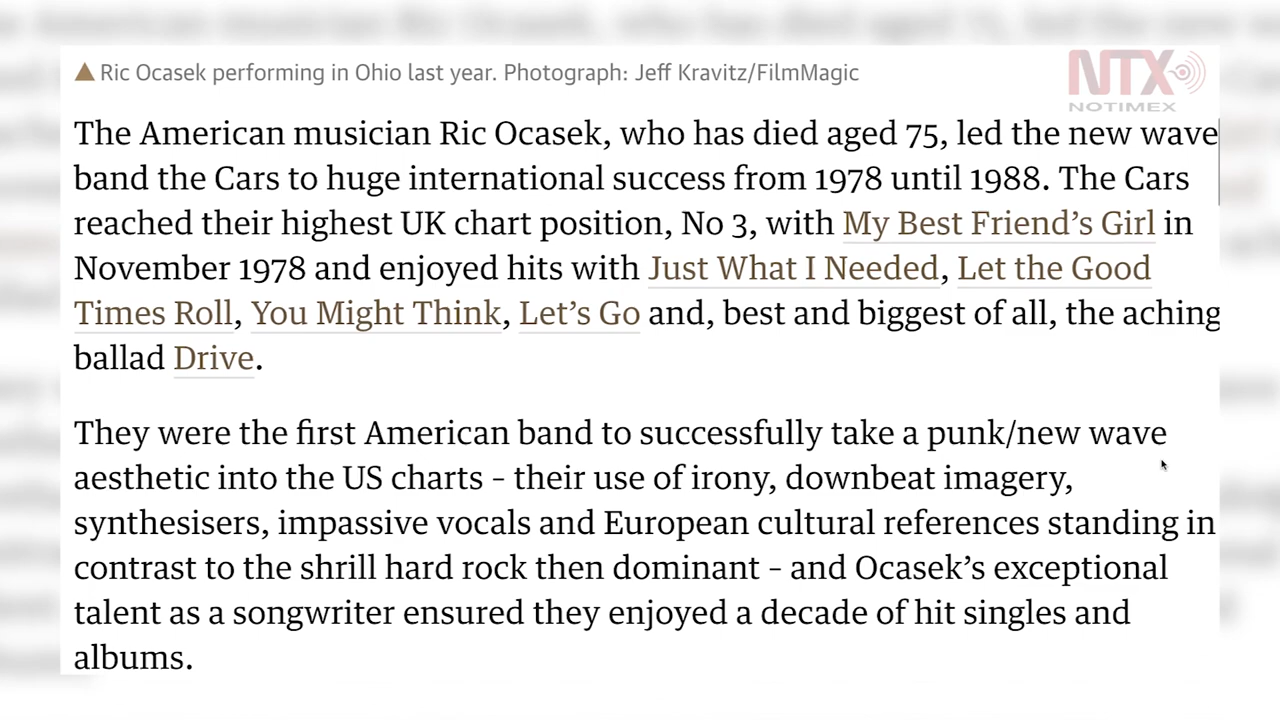 Ric Ocasek performing in Ohio last year. Photograph: Jeff Kravitz/FilmMagic
NTX
NOTIMEX
The American musician Ric Ocasek, who has died aged 75, led the new wave
band the Cars to huge international success from 1978 until 1988. The Cars
reached their highest UK chart position, No 3, with My Best Friend’s Girl in
November 1978 and enjoyed hits with Just What I Needed, Let the Good
Times Roll, You Might Think, Let’s Go and, best and biggest of all, the aching
ballad Drive.
They were the first American band to successfully take a punk/new wave
aesthetic into the US charts – their use of irony, downbeat imagery,
synthesisers, impassive vocals and European cultural references standing in
contrast to the shrill hard rock then dominant – and Ocasek’s exceptional
talent as a songwriter ensured they enjoyed a decade of hit singles and
albums.